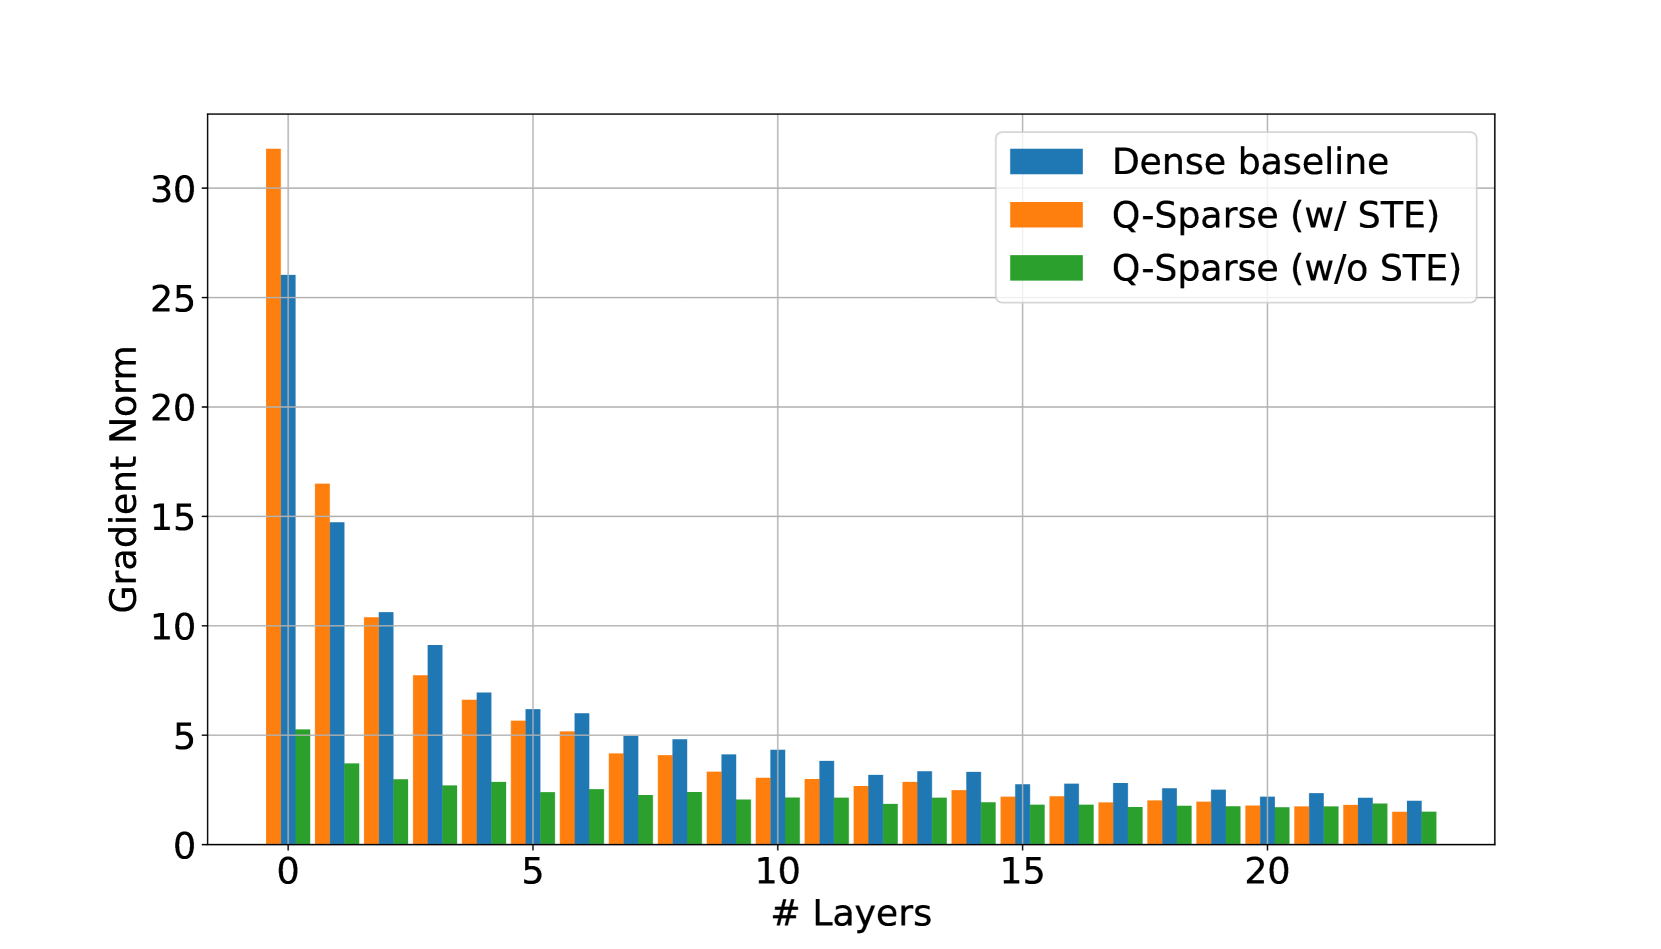 Dense baseline
Q-Sparse (w/ STE)
Q-Sparse (w/o STE)
30
25
20
15
10
5
0
Gradient Norm
0 5 10 15 20
# Layers